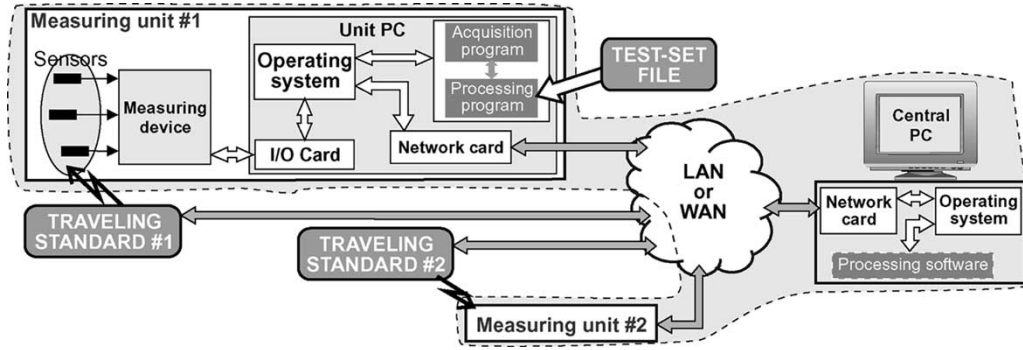 Measuring unit #1
Sensors
Measuring
device
Unit PC
Operating
system
I/O Card
Acquisition
program
Processing
program
Network card
TEST-SET
FILE
LAN
or
WAN
Central
PC
Network
card
Operating
system
Processing software
TRAVELING
STANDARD #1
TRAVELING
STANDARD #2
Measuring unit #2